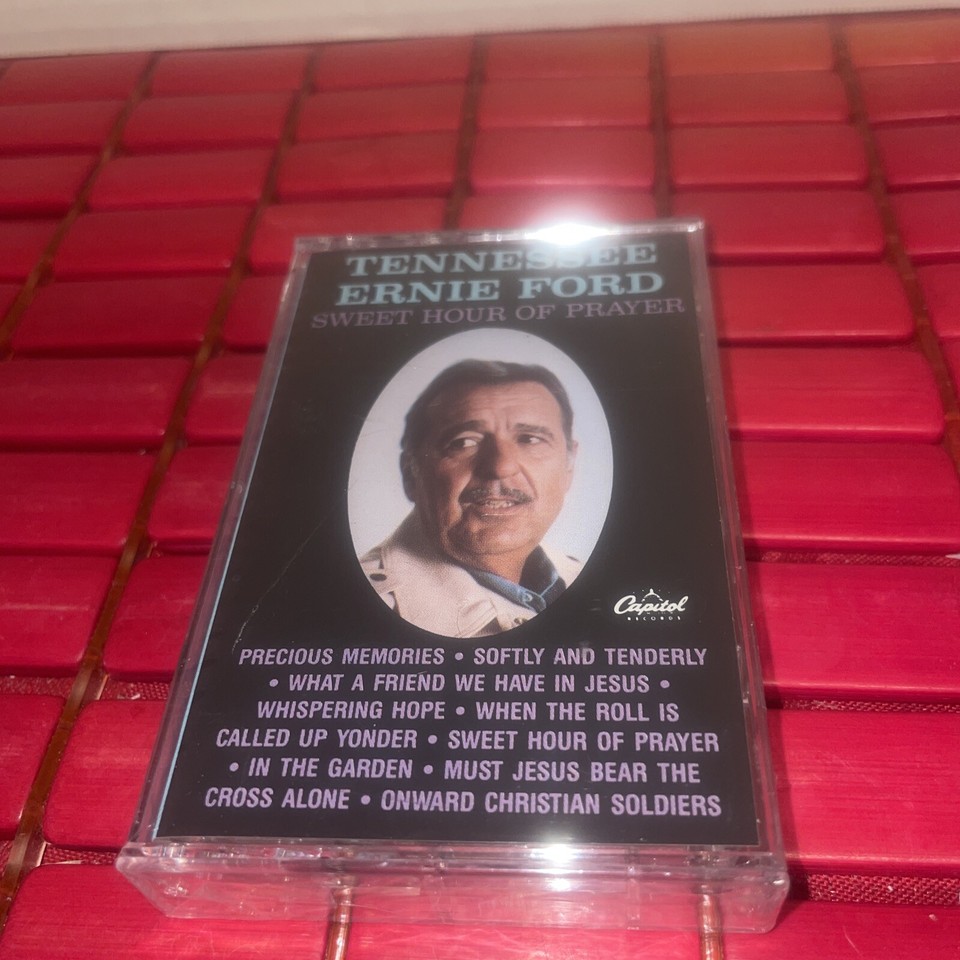 TENNESSEE
ERNIE FORD
SWEET HOUR OF PRAYER
Capitol
RECORDS
PRECIOUS MEMORIES • SOFTLY AND TENDERLY
• WHAT A FRIEND WE HAVE IN JESUS •
WHISPERING HOPE • WHEN THE ROLL IS
CALLED UP YONDER • SWEET HOUR OF PRAYER
• IN THE GARDEN • MUST JESUS BEAR THE
CROSS ALONE • ONWARD CHRISTIAN SOLDIERS